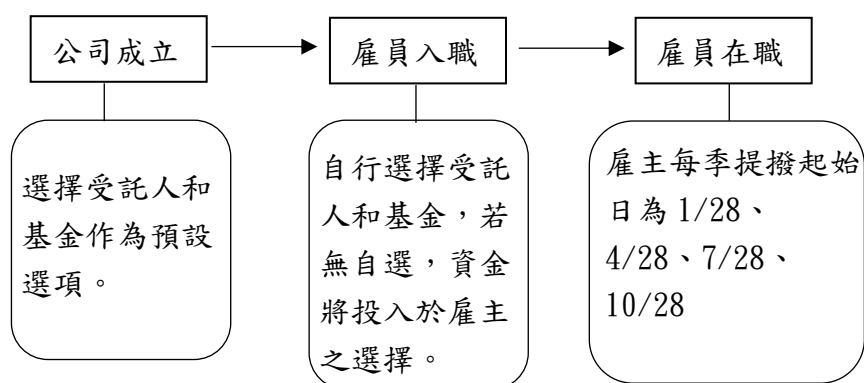 公司成立
雇員入職
雇員在職
選擇受託人和
基金作為預設
選項。
自行選擇受託
人和基金，若
無自選，資金
將投入於雇主
之選擇。
雇主每季提撥起始
日為 1/28、
4/28、7/28、
10/28